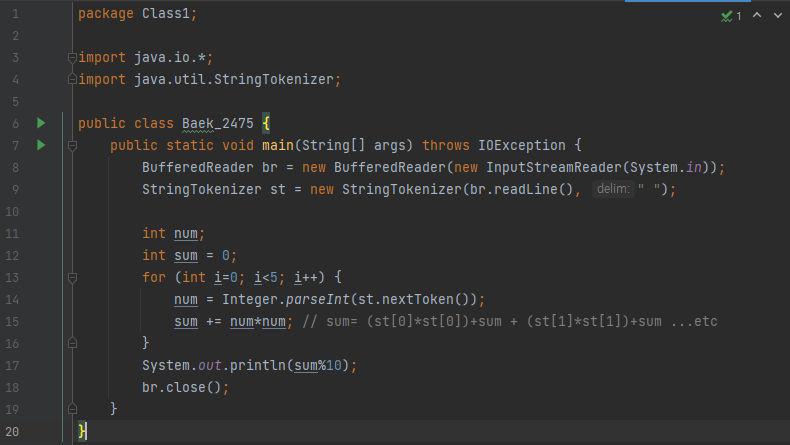 1 package Class1;
2
3 import java.io.*;
4 import java.util.StringTokenizer;
5
6 public class Baek_2475 {
7 public static void main(String[] args) throws IOException {
8 BufferedReader br = new BufferedReader(new InputStreamReader(System.in));
9 StringTokenizer st = new StringTokenizer(br.readLine(), delim: " ");
10
11 int num;
12 int sum = 0;
13 for (int i=0; i<5; i++) {
14 num = Integer.parseInt(st.nextToken());
15 sum += num*num; // sum= (st[0]*st[0])+sum + (st[1]*st[1])+sum ...etc
16 }
17 System.out.println(sum%10);
18 br.close();
19 }
20 }
1